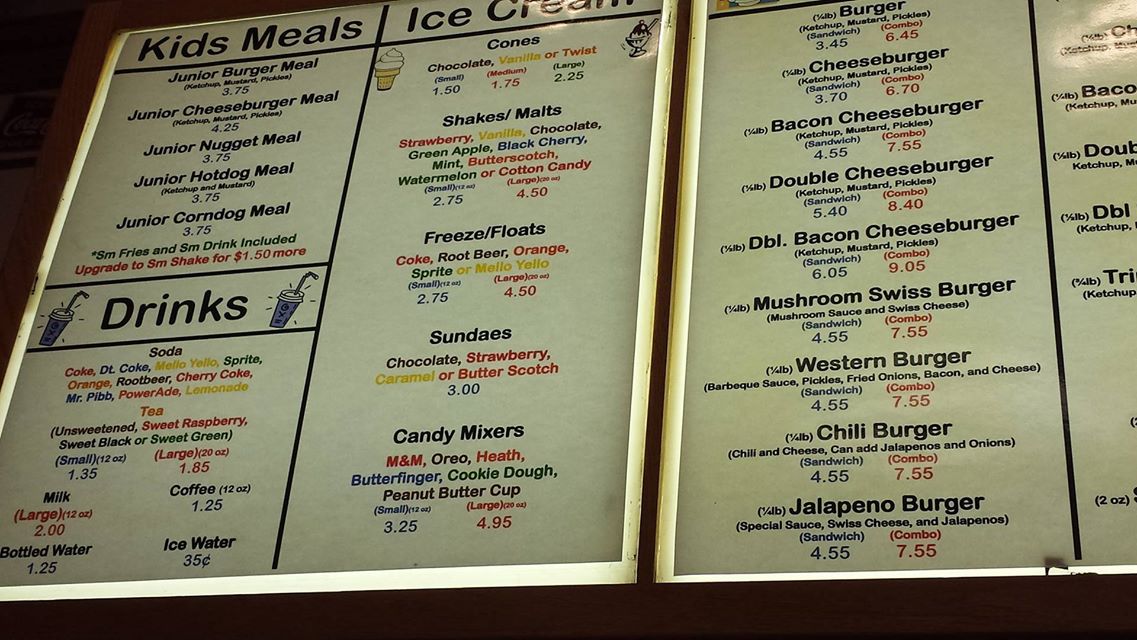 Kids Meals
Junior Burger Meal
(Ketchup, Mustard, Pickles)
3.75
Junior Cheeseburger Meal
(Ketchup, Mustard, Pickles)
4.25
Junior Nugget Meal
3.75
Junior Hotdog Meal
(Ketchup and Mustard)
3.75
Junior Corndog Meal
3.75
*Sm Fries and Sm Drink Included
Upgrade to Sm Shake for $1.50 more
Drinks
Soda
Coke, Dt. Coke, Mello Yello, Sprite,
Orange, Rootbeer, Cherry Coke,
Mr. Pibb, PowerAde, Lemonade
Tea
(Unsweetened, Sweet Raspberry,
Sweet Black or Sweet Green)
(Small)(12 oz) (Large)(20 oz)
1.35 1.85
Milk Coffee (12 oz)
(Large)(12 oz) 1.25
2.00
Bottled Water Ice Water
1.25 35¢
Ice Cream
Cones
Chocolate, Vanilla or Twist
(Small) (Medium) (Large)
1.50 1.75 2.25
Shakes/ Malts
Strawberry, Vanilla, Chocolate,
Green Apple, Black Cherry,
Mint, Butterscotch,
Watermelon or Cotton Candy
(Small)(12 oz) (Large)(20 oz)
2.75 4.50
Freeze/Floats
Coke, Root Beer, Orange,
Sprite or Mello Yello
(Small)(12 oz) (Large)(20 oz)
2.75 4.50
Sundaes
Chocolate, Strawberry,
Caramel or Butter Scotch
3.00
Candy Mixers
M&M, Oreo, Heath,
Butterfinger, Cookie Dough,
Peanut Butter Cup
(Small)(12 oz) (Large)(20 oz)
3.25 4.95
(¼lb) Burger
(Ketchup, Mustard, Pickles)
(Sandwich) (Combo)
3.45 6.45
(¼lb) Cheeseburger
(Ketchup, Mustard, Pickles)
(Sandwich) (Combo)
3.70 6.70
(¼lb) Bacon Cheeseburger
(Ketchup, Mustard, Pickles)
(Sandwich) (Combo)
4.55 7.55
(½lb) Double Cheeseburger
(Ketchup, Mustard, Pickles)
(Sandwich) (Combo)
5.40 8.40
(½lb) Dbl. Bacon Cheeseburger
(Ketchup, Mustard, Pickles)
(Sandwich) (Combo)
6.05 9.05
(¼lb) Mushroom Swiss Burger
(Mushroom Sauce and Swiss Cheese)
(Sandwich) (Combo)
4.55 7.55
(¼lb) Western Burger
(Barbeque Sauce, Pickles, Fried Onions, Bacon, and Cheese)
(Sandwich) (Combo)
4.55 7.55
(¼lb) Chili Burger
(Chili and Cheese, Can add Jalapenos and Onions)
(Sandwich) (Combo)
4.55 7.55
(¼lb) Jalapeno Burger
(Special Sauce, Swiss Cheese, and Jalapenos)
(Sandwich) (Combo)
4.55 7.55
(¼lb) Ch
(¼lb) Baco
(Ketchup, Mu
(½lb) Doub
(Ketchup, M
(½lb) Dbl
(Ketchup,
(¾lb) Tri
(Ketchup
(2 oz)